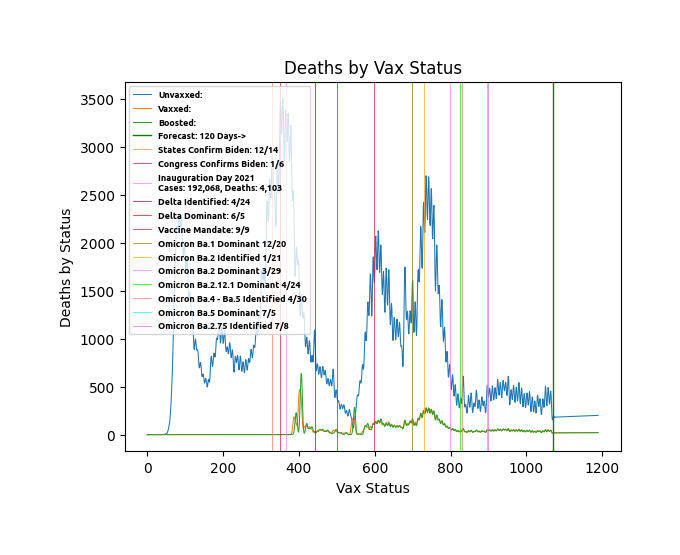 Deaths by Vax Status
Unvaxxed:
Vaxxed:
Boosted:
Forecast: 120 Days->
States Confirm Biden: 12/14
Congress Confirms Biden: 1/6
Inauguration Day 2021
Cases: 192,068, Deaths: 4,103
Delta Identified: 4/24
Delta Dominant: 6/5
Vaccine Mandate: 9/9
Omicron Ba.1 Dominant 12/20
Omicron Ba.2 Identified 1/21
Omicron Ba.2 Dominant 3/29
Omicron Ba.2.12.1 Dominant 4/24
Omicron Ba.4 - Ba.5 Identified 4/30
Omicron Ba.5 Dominant 7/5
Omicron Ba.2.75 Identified 7/8
Deaths by Status
3500
3000
2500
2000
1500
1000
500
0
0 200 400 600 800 1000 1200
Vax Status